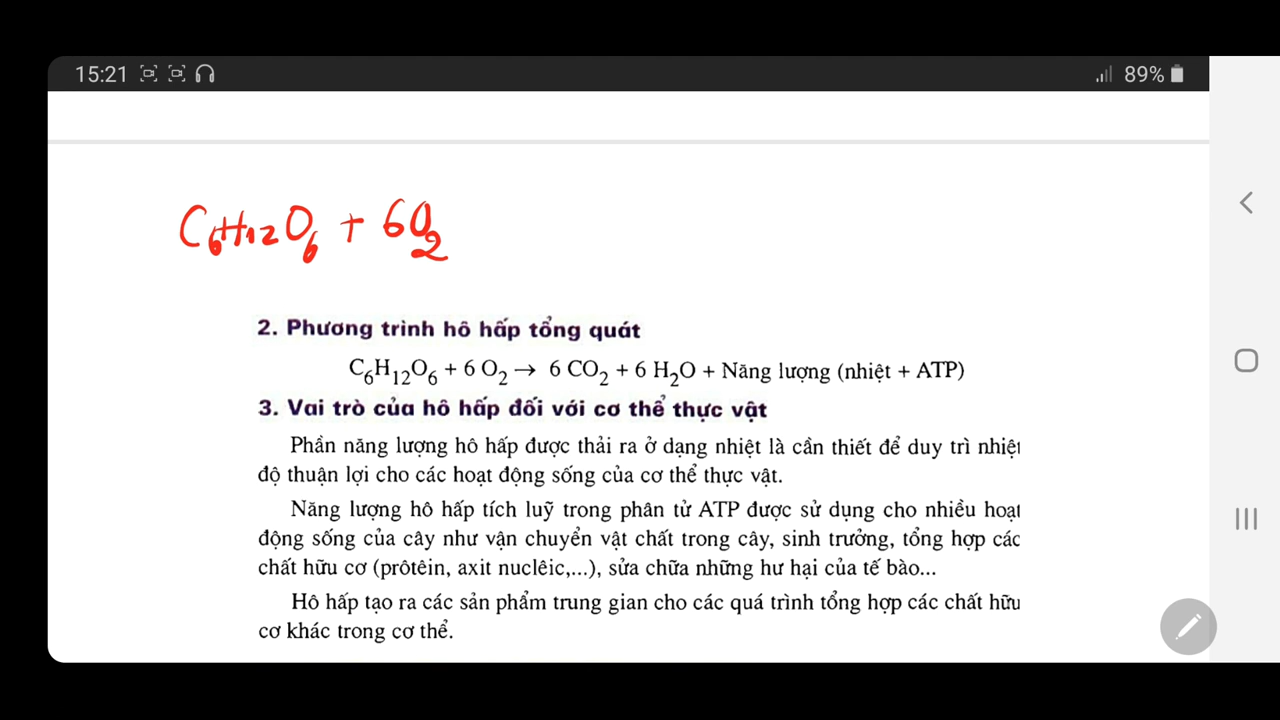 15:21 89%
C6H12O6 + 6O2
2. Phương trình hô hấp tổng quát
C6H12O6 + 6 O2 → 6 CO2 + 6 H2O + Năng lượng (nhiệt + ATP)
3. Vai trò của hô hấp đối với cơ thể thực vật
Phần năng lượng hô hấp được thải ra ở dạng nhiệt là cần thiết để duy trì nhiệt
độ thuận lợi cho các hoạt động sống của cơ thể thực vật.
Năng lượng hô hấp tích luỹ trong phân tử ATP được sử dụng cho nhiều hoạt
động sống của cây như vận chuyển vật chất trong cây, sinh trưởng, tổng hợp các
chất hữu cơ (prôtêin, axit nuclêic,...), sửa chữa những hư hại của tế bào...
Hô hấp tạo ra các sản phẩm trung gian cho các quá trình tổng hợp các chất hữu
cơ khác trong cơ thể.